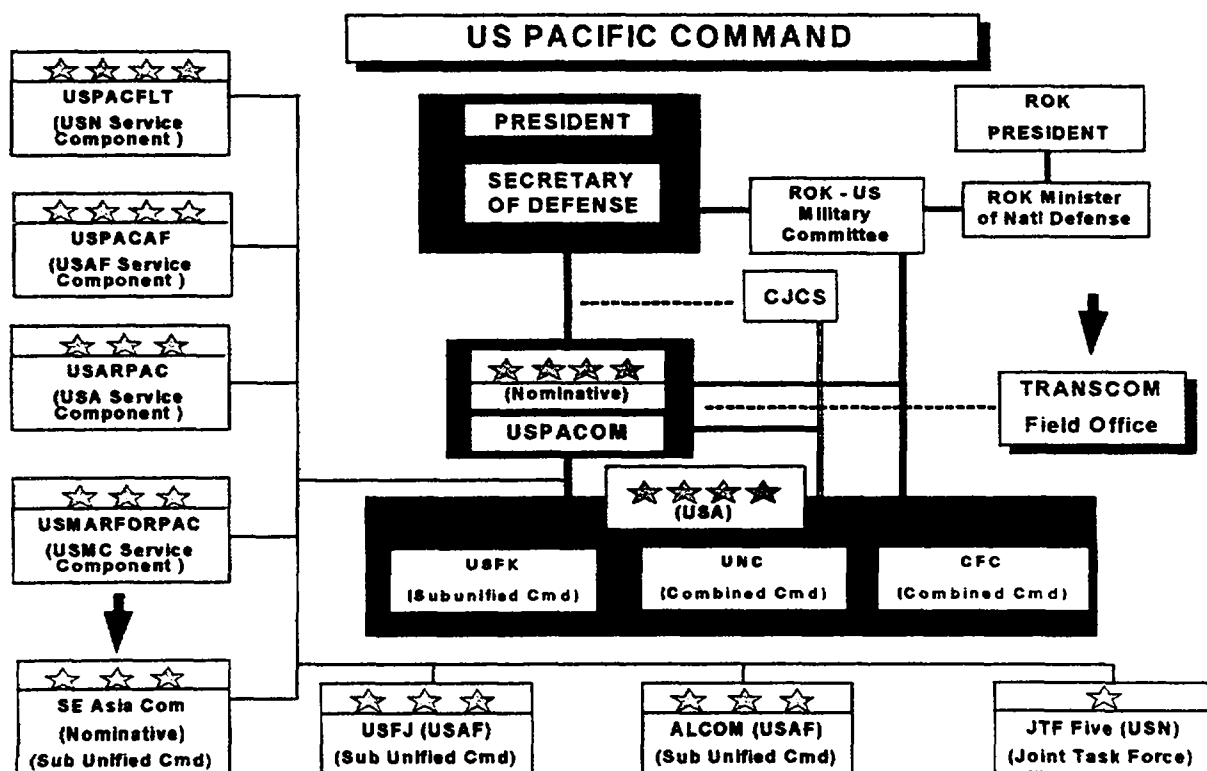 US PACIFIC COMMAND
USPACFLT
(USN Service
Component )
USPACAF
(USAF Service
Component )
USARPAC
(USA Service
Component )
USMARFORPAC
(USMC Service
Component )
SE Asia Com
(Nominative)
(Sub Unified Cmd)
PRESIDENT
SECRETARY
OF DEFENSE
ROK
PRESIDENT
ROK - US
Military
Committee
ROK Minister
of Natl Defense
CJCS
(Nominative)
USPACOM
TRANSCOM
Field Office
(USA)
USFK
(Subunified Cmd)
UNC
(Combined Cmd)
CFC
(Combined Cmd)
USFJ (USAF)
(Sub Unified Cmd)
ALCOM (USAF)
(Sub Unified Cmd)
JTF Five (USN)
(Joint Task Force)